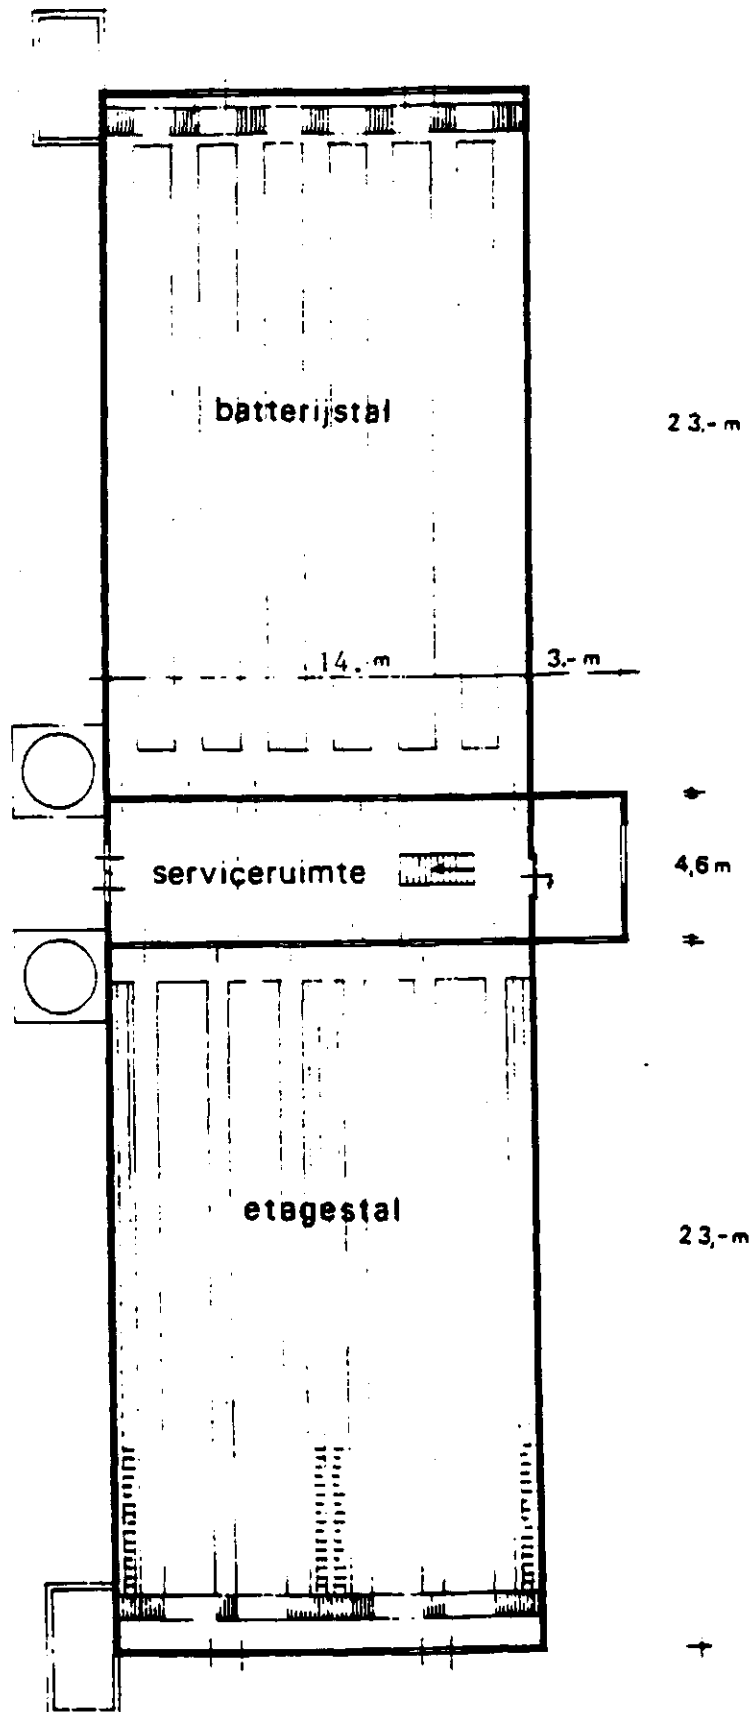 batterijstal
23.- m
14. m
3.- m
serviceruimte
4,6 m
etagestal
23,- m